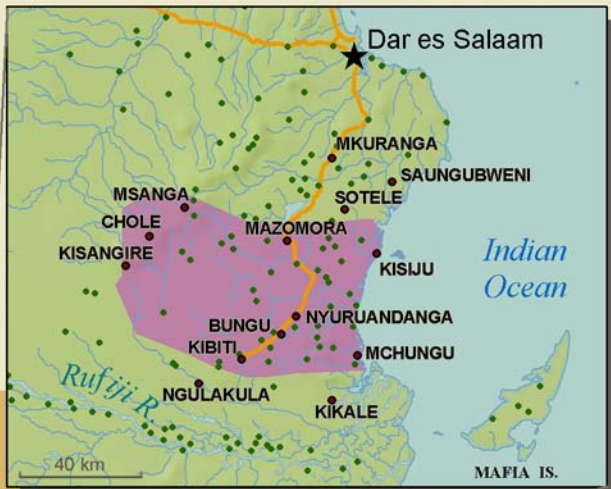 Dar es Salaam
MKURANGA
SAUNGUBWENI
MSANGA
SOTELE
CHOLE
MAZOMORA
KISANGIRE
KISIJU
Indian
Ocean
NYURUANDANGA
BUNGU
KIBITI
MCHUNGU
Rufiji R.
NGULAKULA
KIKALE
40 km
MAFIA IS.